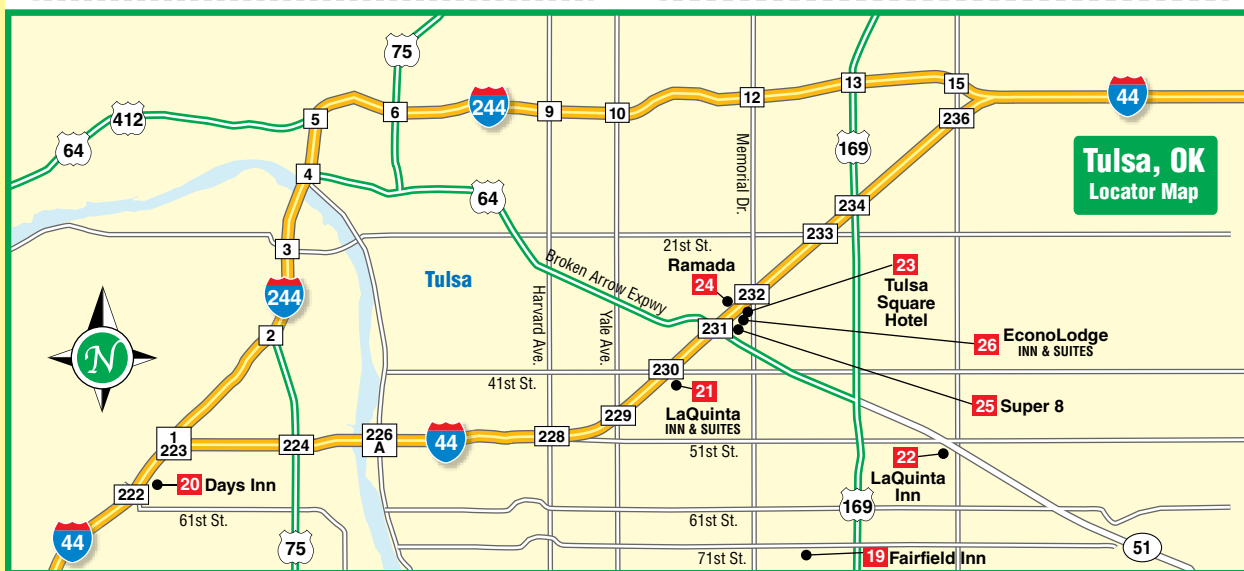 75
412
64
5
6
244
9
10
12
13
15
44
236
Tulsa, OK
Locator Map
4
64
Memorial Dr.
169
234
3
21st St.
233
Tulsa
Broken Arrow Expwy
Ramada
24
232
23
Tulsa
Square
Hotel
244
Harvard Ave.
Yale Ave.
231
26 EconoLodge
INN & SUITES
N
2
230
41st St.
21
LaQuinta
INN & SUITES
25 Super 8
229
1
223
224
226
A
44
228
51st St.
22
LaQuinta
Inn
222
20 Days Inn
61st St.
61st St.
169
44
75
71st St.
19 Fairfield Inn
51